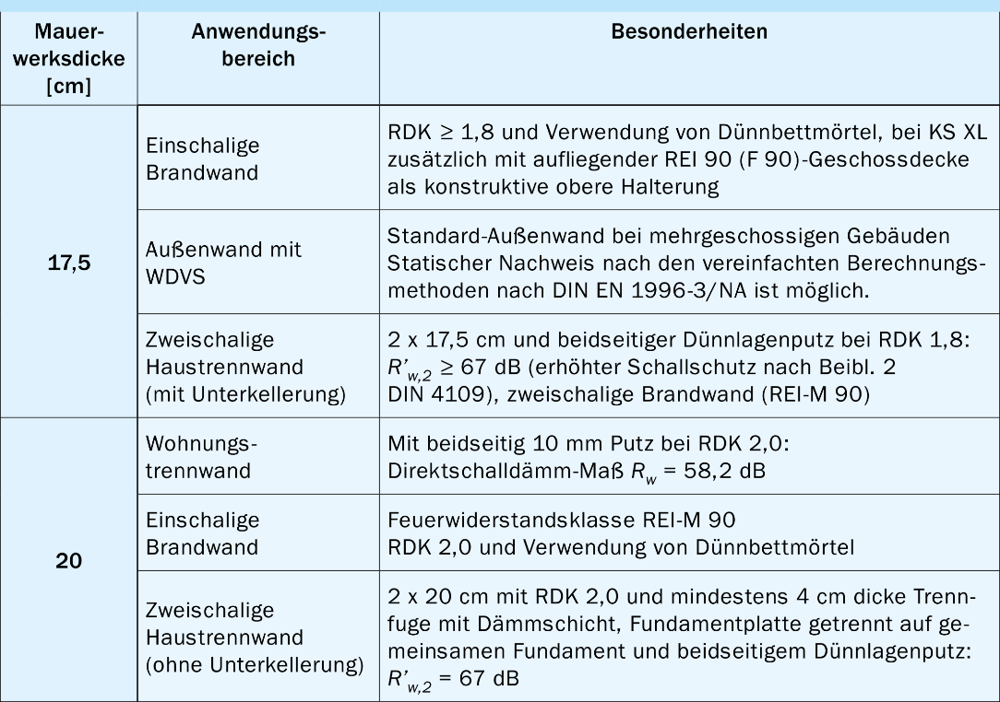 Mauer-
werksdicke
[cm]
Anwendungs-
bereich
Besonderheiten
17,5
Einschalige
Brandwand
RDK ≥ 1,8 und Verwendung von Dünnbettmörtel, bei KS XL
zusätzlich mit aufliegender REI 90 (F 90)-Geschossdecke
als konstruktive obere Halterung
Außenwand mit
WDVS
Standard-Außenwand bei mehrgeschossigen Gebäuden
Statischer Nachweis nach den vereinfachten Berechnungs-
methoden nach DIN EN 1996-3/NA ist möglich.
Zweischalige
Haustrennwand
(mit Unterkellerung)
2 x 17,5 cm und beidseitiger Dünnlagenputz bei RDK 1,8:
R’w,2 ≥ 67 dB (erhöhter Schallschutz nach Beibl. 2
DIN 4109), zweischalige Brandwand (REI-M 90)
20
Wohnungs-
trennwand
Mit beidseitig 10 mm Putz bei RDK 2,0:
Direktschalldämm-Maß Rw = 58,2 dB
Einschalige
Brandwand
Feuerwiderstandsklasse REI-M 90
RDK 2,0 und Verwendung von Dünnbettmörtel
Zweischalige
Haustrennwand
(ohne Unterkellerung)
2 x 20 cm mit RDK 2,0 und mindestens 4 cm dicke Trenn-
fuge mit Dämmschicht, Fundamentplatte getrennt auf ge-
meinsamen Fundament und beidseitigem Dünnlagenputz:
R’w,2 = 67 dB